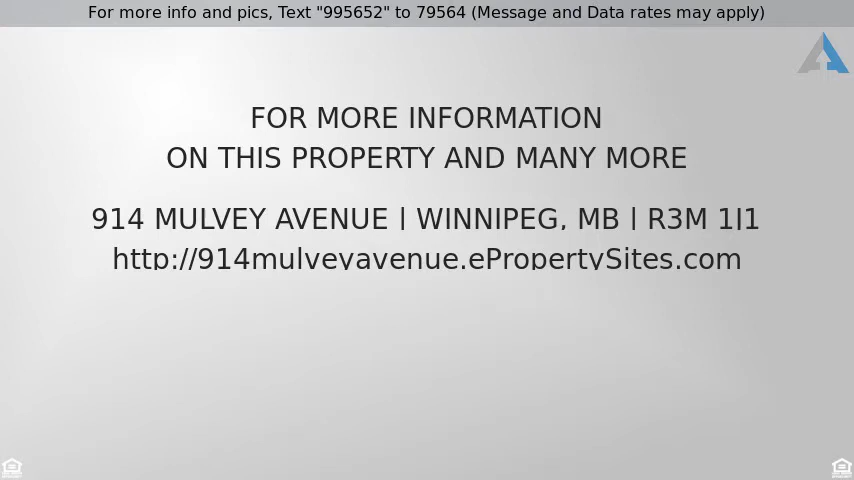 For more info and pics, Text "995652" to 79564 (Message and Data rates may apply)
FOR MORE INFORMATION
ON THIS PROPERTY AND MANY MORE
914 MULVEY AVENUE | WINNIPEG, MB | R3M 1J1
http://914mulveyavenue.ePropertySites.com